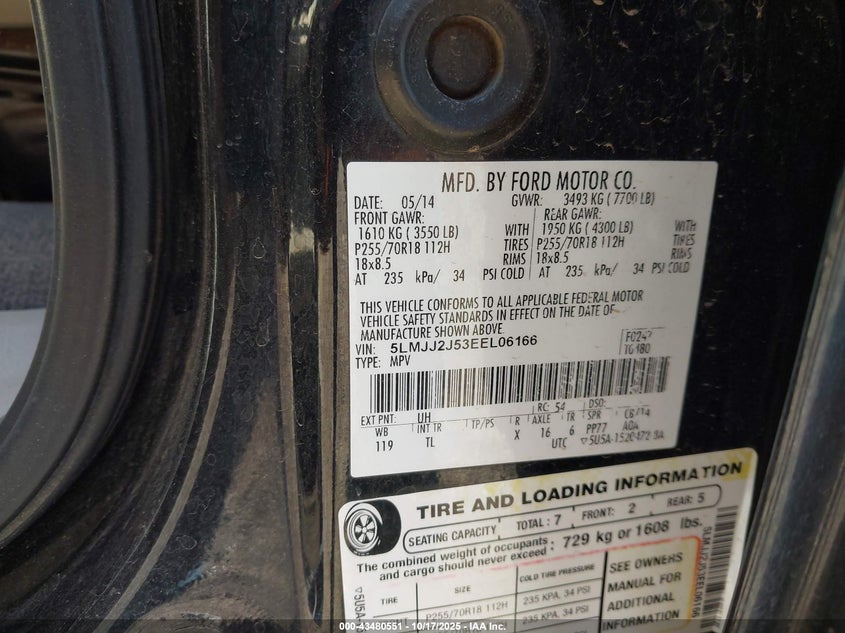 MFD. BY FORD MOTOR CO.
DATE: 05/14 GVWR: 3493 KG ( 7700 LB)
FRONT GAWR: REAR GAWR:
1610 KG ( 3550 LB) WITH 1950 KG ( 4300 LB) WITH
P255/70R18 112H TIRES P255/70R18 112H TIRES
18x8.5 RIMS 18x8.5 RIMS
AT 235 kPa/ 34 PSI COLD AT 235 kPa/ 34 PSI COLD
THIS VEHICLE CONFORMS TO ALL APPLICABLE FEDERAL MOTOR
VEHICLE SAFETY STANDARDS IN EFFECT ON THE DATE OF
MANUFACTURE SHOWN ABOVE.
VIN: 5LMJJ2J53EEL06166
TYPE: MPV
EXT PNT: UH RC: 54 DSO:
WB INT TR TP/PS R AXLE TR SPR
119 TL X 16 6 PP77
UTC
TIRE AND LOADING INFORMATION
SEATING CAPACITY TOTAL : 7 FRONT: 2 REAR: 5
The combined weight of occupants
and cargo should never exceed : 729 kg or 1608 lbs.
TIRE SIZE COLD TIRE PRESSURE
P255/70R18 112H 235 KPA, 34 PSI
235 KPA, 34 PSI
SEE OWNERS
MANUAL FOR
ADDITIONAL
INFORMATION
5LMJJ2J53EEL06166
000-43480551 - 10/17/2025 - IAA Inc.